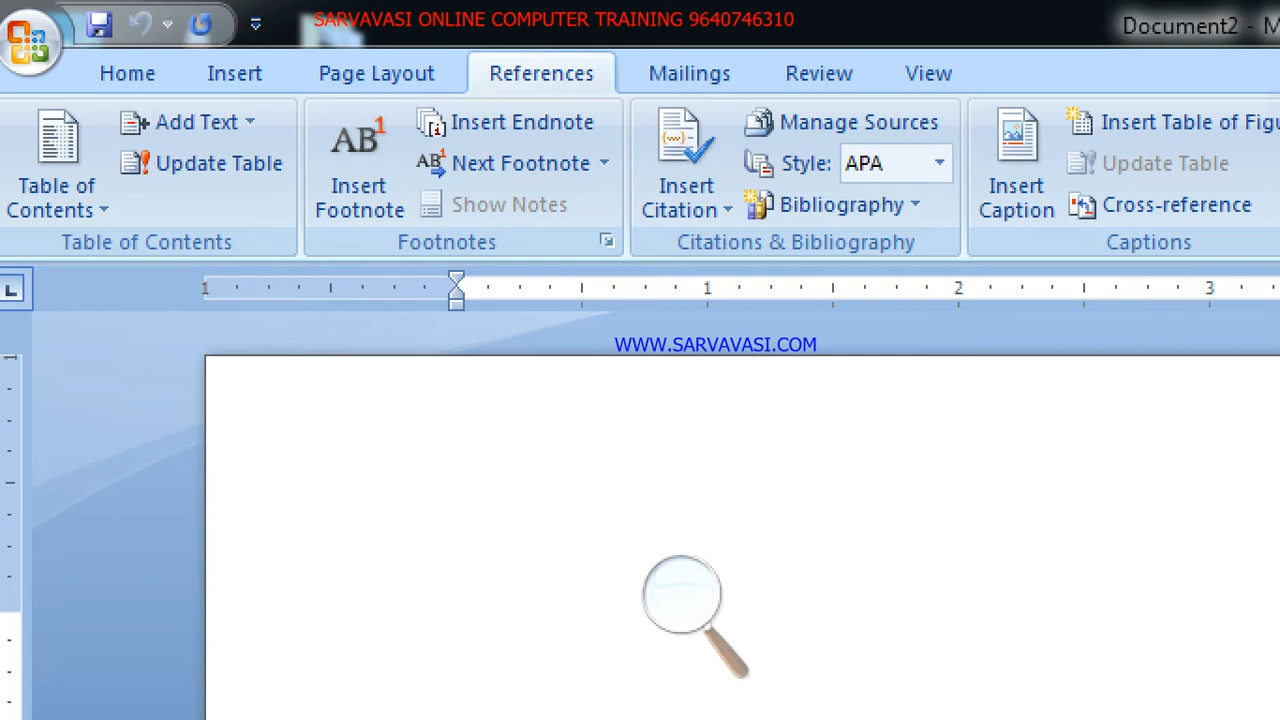 SARVAVASI ONLINE COMPUTER TRAINING 9640746310
Document2 - M
Home Insert Page Layout References Mailings Review View
Table of Contents
Add Text
Update Table
Table of Contents
AB1
Insert Footnote
Insert Endnote
AB1 Next Footnote
Show Notes
Footnotes
Insert Citation
Manage Sources
Style: APA
Bibliography
Citations & Bibliography
Insert Caption
Insert Table of Figu
Update Table
Cross-reference
Captions
L
1 1 2 3
WWW.SARVAVASI.COM
1